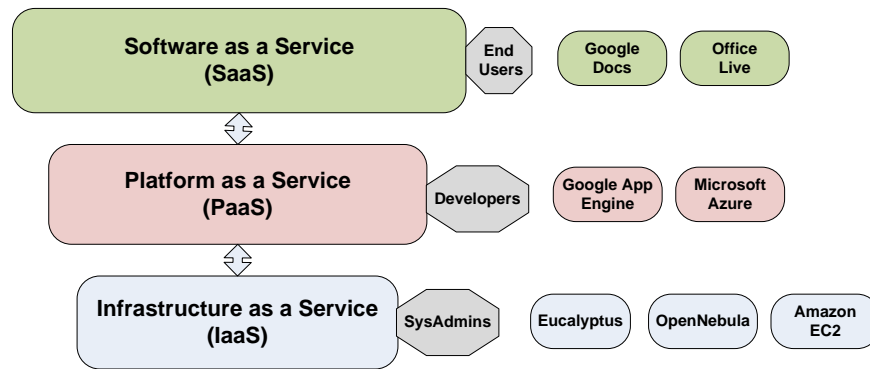 Software as a Service
(SaaS)
End
Users
Google
Docs
Office
Live
Platform as a Service
(PaaS)
Developers
Google App
Engine
Microsoft
Azure
Infrastructure as a Service
(IaaS)
SysAdmins
Eucalyptus
OpenNebula
Amazon
EC2